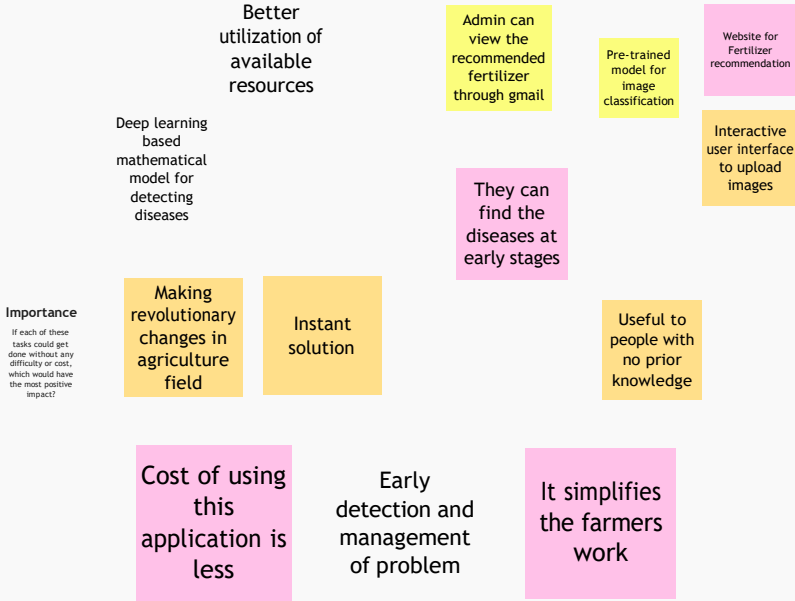 Better
utilization of
available
resources
Admin can
view the
recommended
fertilizer
through gmail
Pre-trained
model for
image
classification
Website for
Fertilizer
recommendation
Deep learning
based
mathematical
model for
detecting
diseases
Interactive
user interface
to upload
images
They can
find the
diseases at
early stages
Importance
If each of these
tasks could get
done without any
difficulty or cost,
which would have
the most positive
impact?
Making
revolutionary
changes in
agriculture
field
Instant
solution
Useful to
people with
no prior
knowledge
Cost of using
this
application is
less
Early
detection and
management
of problem
It simplifies
the farmers
work